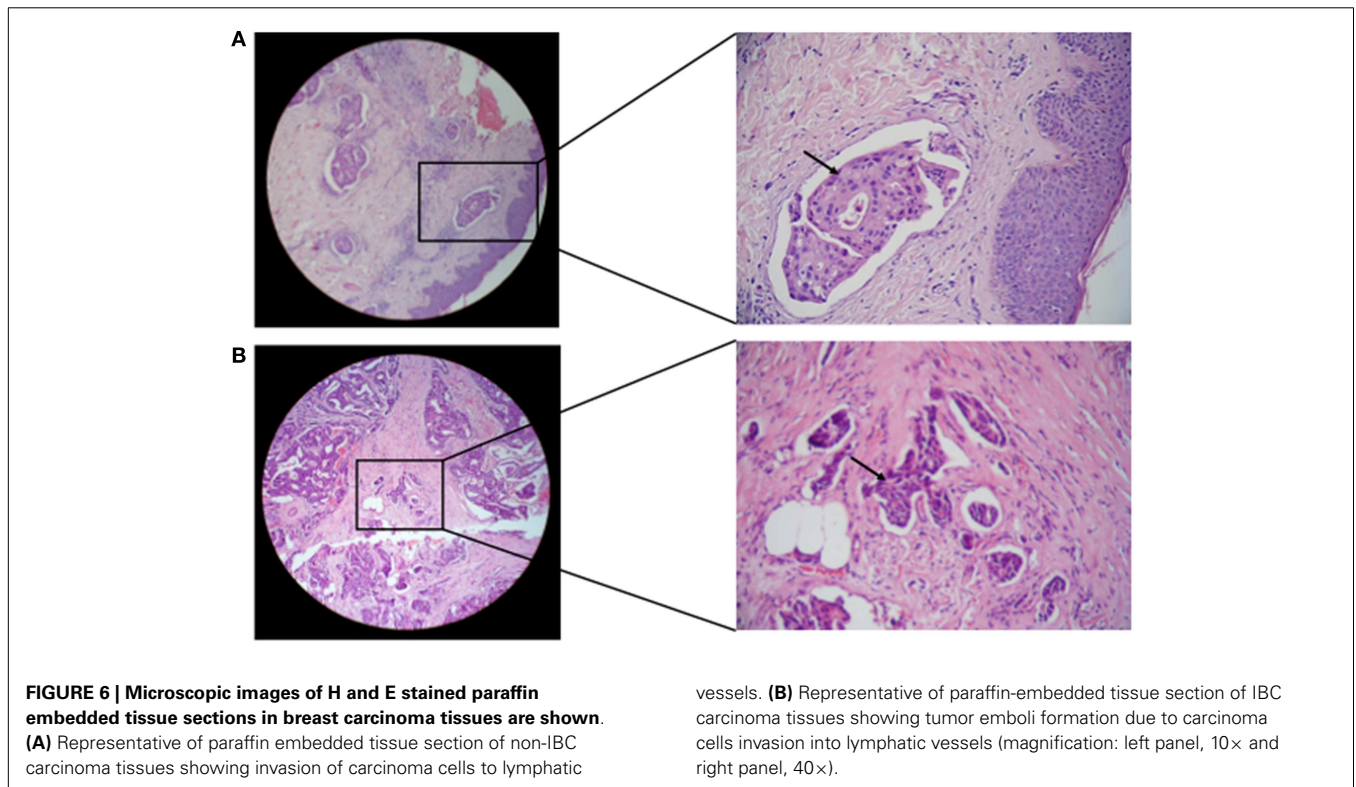 A
B
FIGURE 6 | Microscopic images of H and E stained paraffin
embedded tissue sections in breast carcinoma tissues are shown.
(A) Representative of paraffin embedded tissue section of non-IBC
carcinoma tissues showing invasion of carcinoma cells to lymphatic
vessels. (B) Representative of paraffin-embedded tissue section of IBC
carcinoma tissues showing tumor emboli formation due to carcinoma
cells invasion into lymphatic vessels (magnification: left panel, 10× and
right panel, 40×).